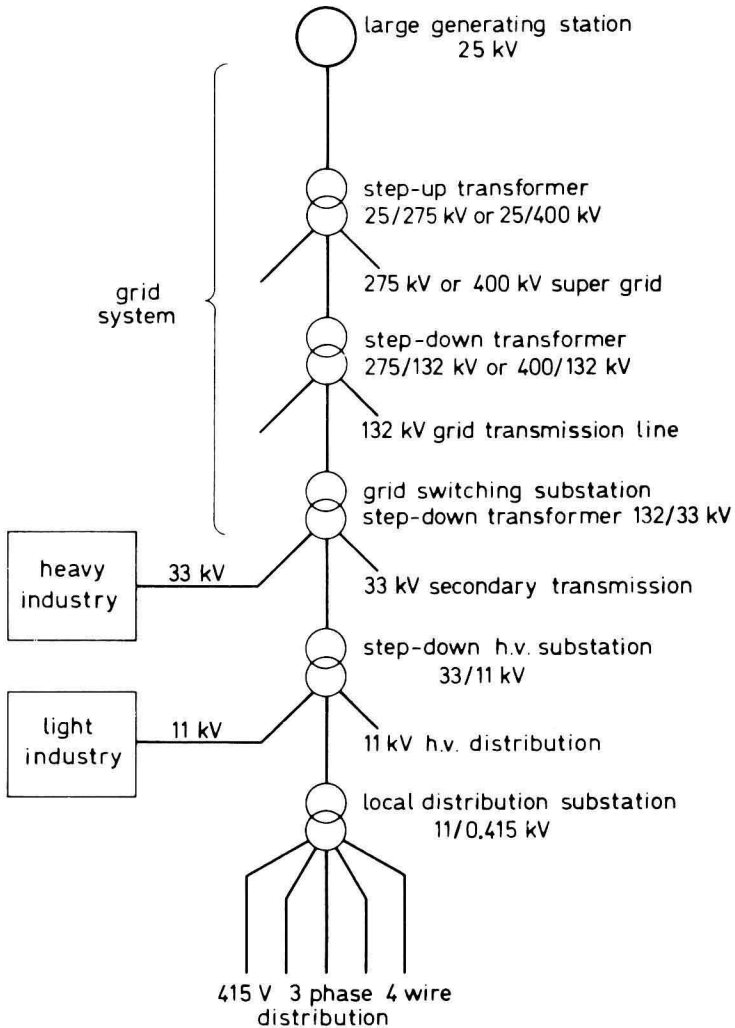 large generating station
25 kV
step-up transformer
25/275 kV or 25/400 kV
275 kV or 400 kV super grid
grid
system
step-down transformer
275/132 kV or 400/132 kV
132 kV grid transmission line
grid switching substation
step-down transformer 132/33 kV
heavy
industry
33 kV
33 kV secondary transmission
step-down h.v. substation
33/11 kV
light
industry
11 kV
11 kV h.v. distribution
local distribution substation
11/0.415 kV
415 V 3 phase 4 wire
distribution